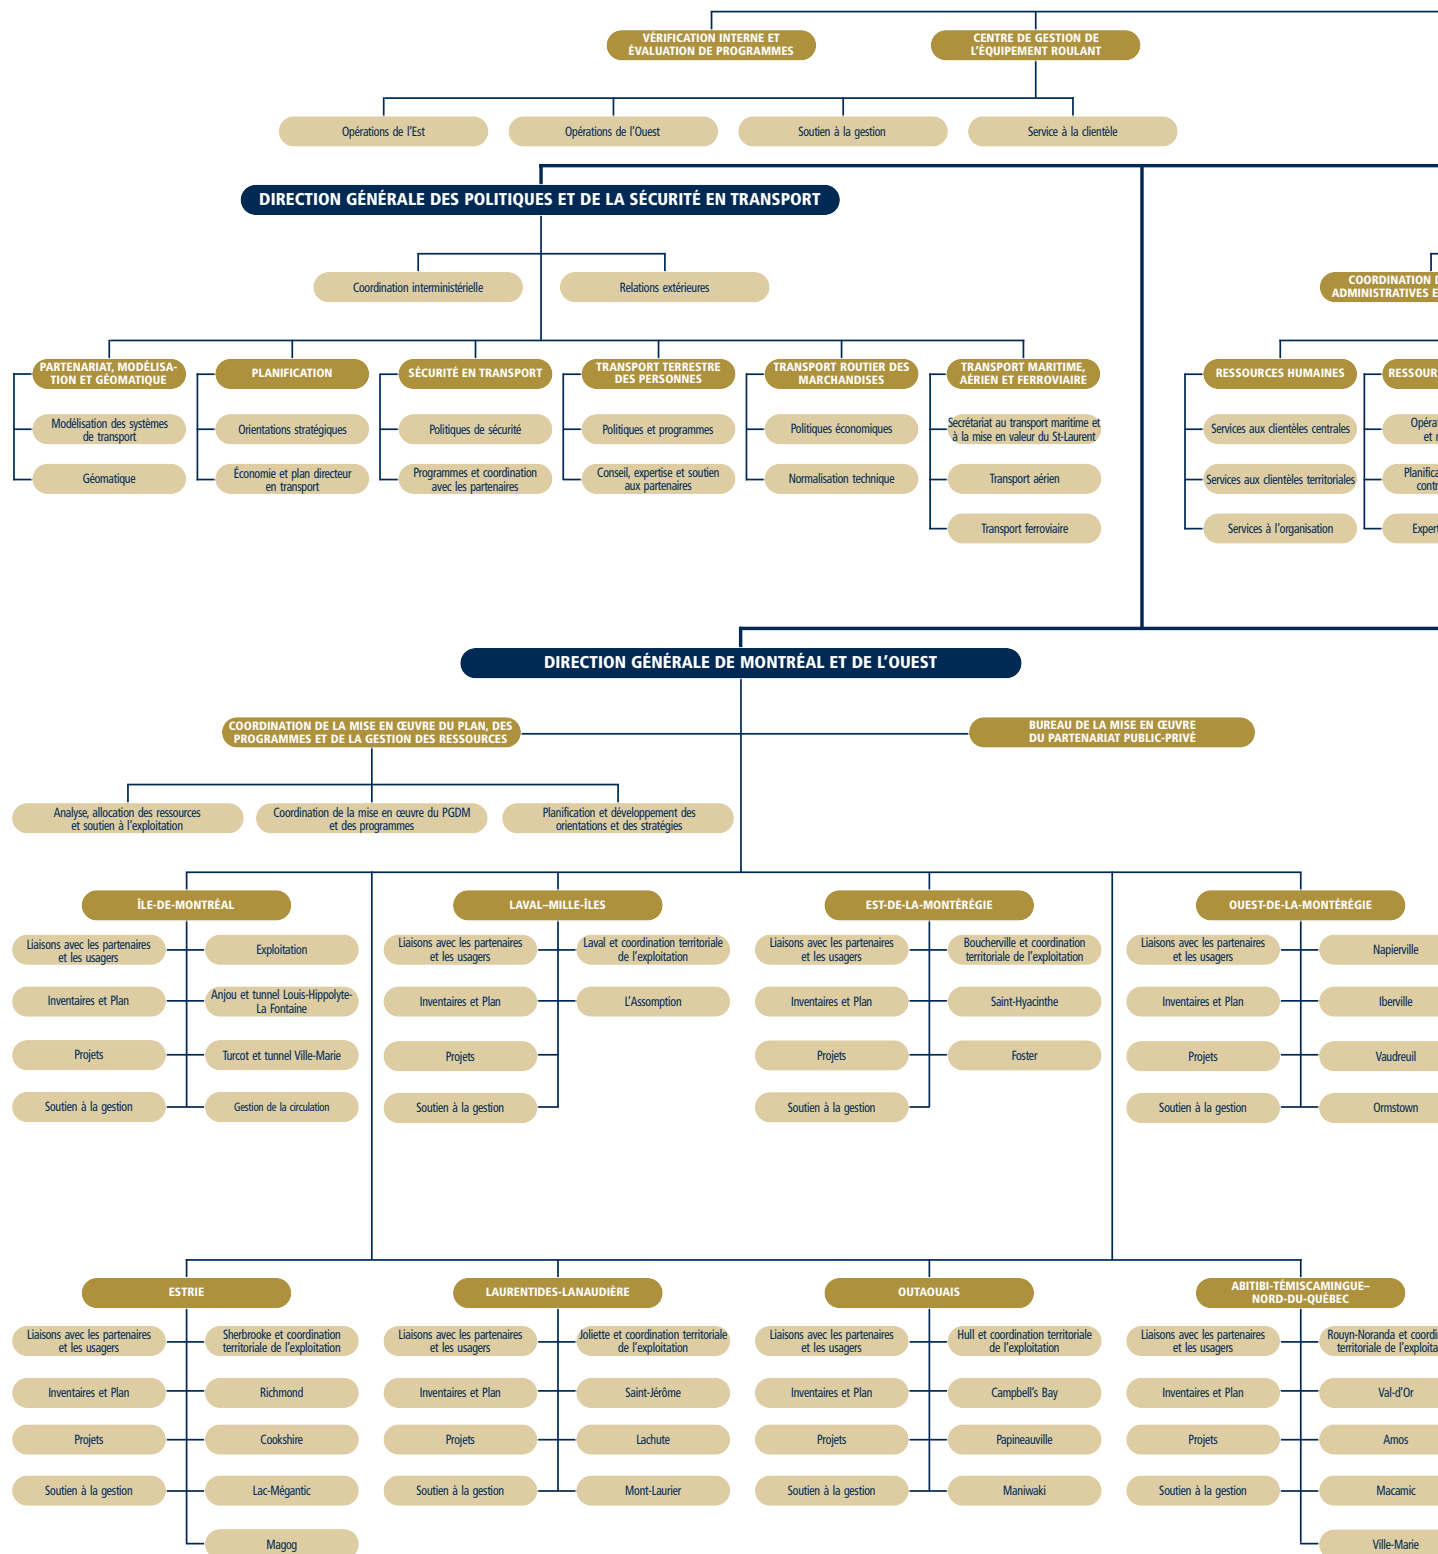 VÉRIFICATION INTERNE ET
ÉVALUATION DE PROGRAMMES
CENTRE DE GESTION DE
L'ÉQUIPEMENT ROULANT
Opérations de l'Est
Opérations de l'Ouest
Soutien à la gestion
Service à la clientèle
DIRECTION GÉNÉRALE DES POLITIQUES ET DE LA SÉCURITÉ EN TRANSPORT
Coordination interministérielle
Relations extérieures
COORDINATION
ADMINISTRATIVES
PARTENARIAT, MODÉLISA-
TION ET GÉOMATIQUE
Modélisation des systèmes
de transport
Géomatique
PLANIFICATION
Orientations stratégiques
Économie et plan directeur
en transport
SÉCURITÉ EN TRANSPORT
Politiques de sécurité
Programmes et coordination
avec les partenaires
TRANSPORT TERRESTRE
DES PERSONNES
Politiques et programmes
Conseil, expertise et soutien
aux partenaires
TRANSPORT ROUTIER DES
MARCHANDISES
Politiques économiques
Normalisation technique
TRANSPORT MARITIME,
AÉRIEN ET FERROVIAIRE
Secrétariat au transport maritime et
à la mise en valeur du St-Laurent
Transport aérien
Transport ferroviaire
RESSOURCES HUMAINES
Services aux clientèles centrales
Services aux clientèles territoriales
Services à l'organisation
et
DIRECTION GÉNÉRALE DE MONTRÉAL ET DE L'OUEST
COORDINATION DE LA MISE EN ŒUVRE DU PLAN, DES
PROGRAMMES ET DE LA GESTION DES RESSOURCES
BUREAU DE LA MISE EN ŒUVRE
DU PARTENARIAT PUBLIC-PRIVÉ
Analyse, allocation des ressources
et soutien à l'exploitation
Coordination de la mise en œuvre du PGDM
et des programmes
Planification et développement des
orientations et des stratégies
ÎLE-DE-MONTRÉAL
Liaisons avec les partenaires
et les usagers
Exploitation
Inventaires et Plan
Anjou et tunnel Louis-Hippolyte-
La Fontaine
Projets
Turcot et tunnel Ville-Marie
Soutien à la gestion
Gestion de la circulation
LAVAL–MILLE-ÎLES
Liaisons avec les partenaires
et les usagers
Laval et coordination territoriale
de l'exploitation
Inventaires et Plan
L'Assomption
Projets
Soutien à la gestion
EST-DE-LA-MONTÉRÉGIE
Liaisons avec les partenaires
et les usagers
Boucherville et coordination
territoriale de l'exploitation
Inventaires et Plan
Saint-Hyacinthe
Projets
Foster
Soutien à la gestion
OUEST-DE-LA-MONTÉRÉGIE
Liaisons avec les partenaires
et les usagers
Napierville
Inventaires et Plan
Iberville
Projets
Vaudreuil
Soutien à la gestion
Ormstown
ESTRIE
Liaisons avec les partenaires
et les usagers
Sherbrooke et coordination
territoriale de l'exploitation
Inventaires et Plan
Richmond
Projets
Cookshire
Soutien à la gestion
Lac-Mégantic
Magog
LAURENTIDES-LANAUDIÈRE
Liaisons avec les partenaires
et les usagers
Joliette et coordination territoriale
de l'exploitation
Inventaires et Plan
Saint-Jérôme
Projets
Lachute
Soutien à la gestion
Mont-Laurier
OUTAOUAIS
Liaisons avec les partenaires
et les usagers
Hull et coordination territoriale
de l'exploitation
Inventaires et Plan
Campbell's Bay
Projets
Papineauville
Soutien à la gestion
Maniwaki
ABITIBI-TÉMISCAMINGUE–
NORD-DU-QUÉBEC
Liaisons avec les partenaires
et les usagers
Rouyn-Noranda et
territoriale de
Inventaires et Plan
Val-d'Or
Projets
Amos
Soutien à la gestion
Macamic
Ville-Marie